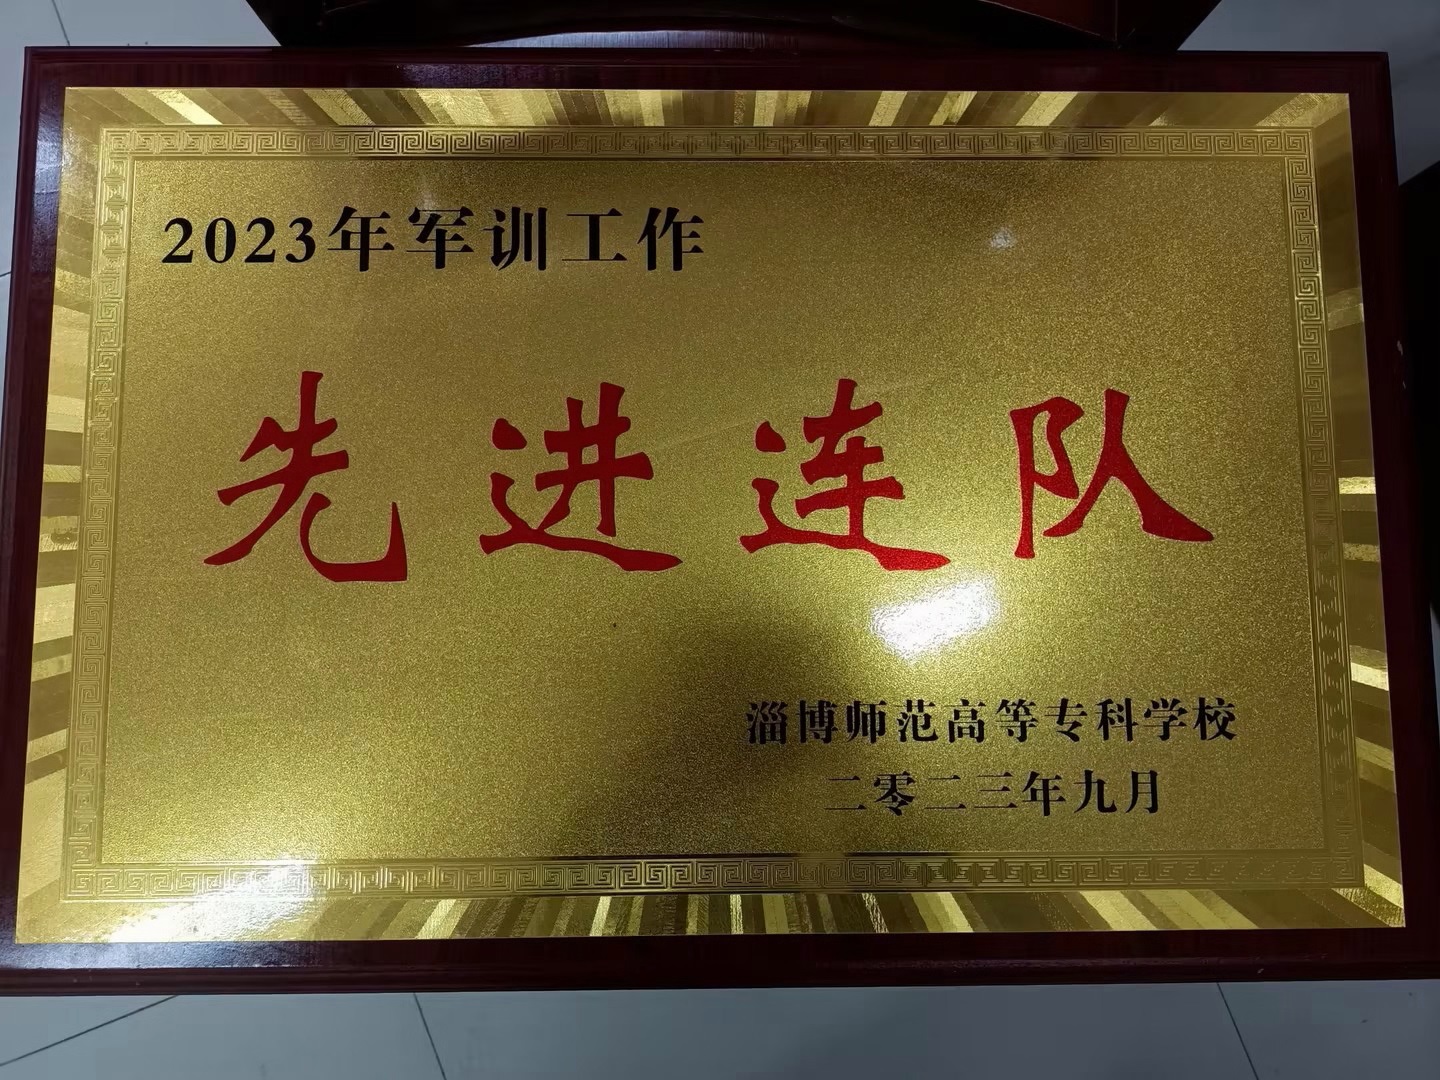 2023年军训工作
先进连队
淄博师范高等专科学校
二零二三年九月